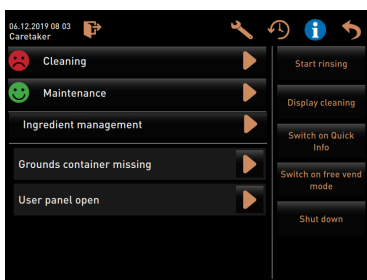 06.12.2019 08 03
Caretaker
Cleaning
Maintenance
Ingredient management
Grounds container missing
User panel open
Start rinsing
Display cleaning
Switch on Quick
Info
Switch on free vend
mode
Shut down